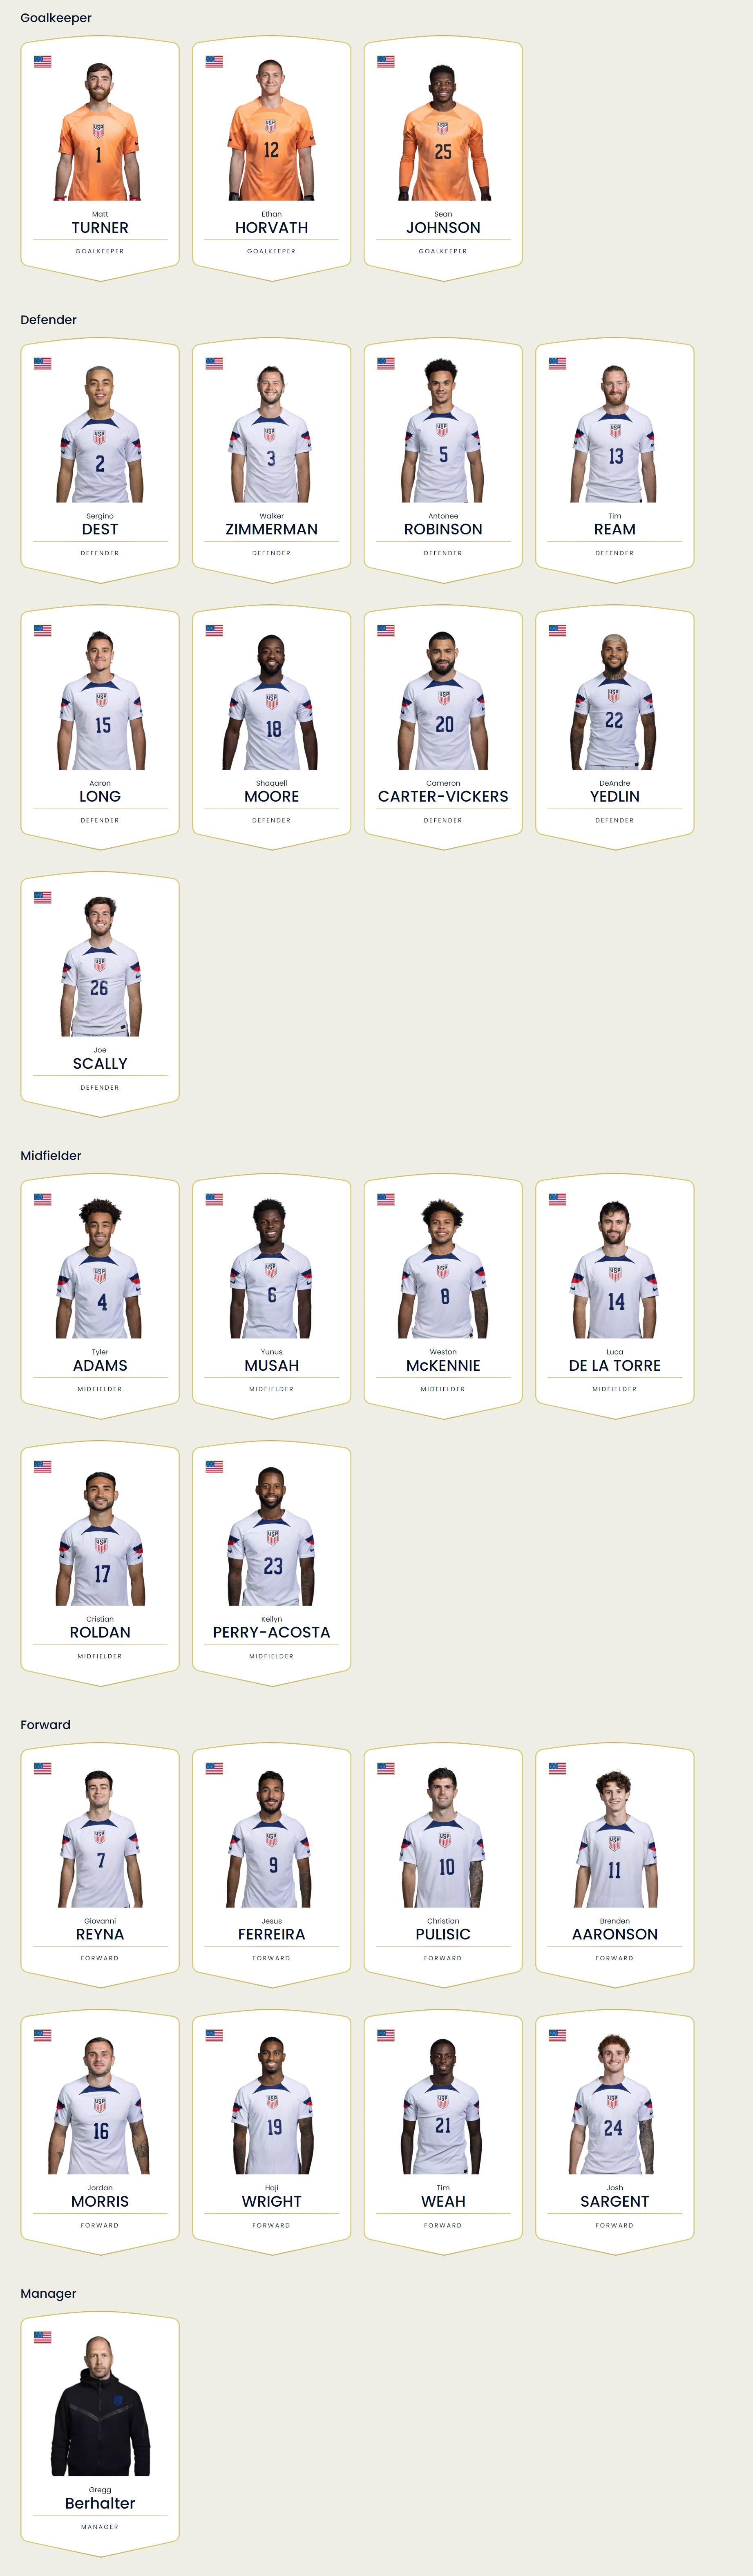 Goalkeeper
1
12
25
Matt
TURNER
GOALKEEPER
Ethan
HORVATH
GOALKEEPER
Sean
JOHNSON
GOALKEEPER
Defender
2
3
5
13
Sergino
DEST
DEFENDER
Walker
ZIMMERMAN
DEFENDER
Antonee
ROBINSON
DEFENDER
Tim
REAM
DEFENDER
15
18
20
22
Aaron
LONG
DEFENDER
Shaquell
MOORE
DEFENDER
Cameron
CARTER-VICKERS
DEFENDER
DeAndre
YEDLIN
DEFENDER
26
Joe
SCALLY
DEFENDER
Midfielder
4
6
8
14
Tyler
ADAMS
MIDFIELDER
Yunus
MUSAH
MIDFIELDER
Weston
McKENNIE
MIDFIELDER
Luca
DE LA TORRE
MIDFIELDER
17
23
Cristian
ROLDAN
MIDFIELDER
Kellyn
PERRY-ACOSTA
MIDFIELDER
Forward
7
9
10
11
Giovanni
REYNA
FORWARD
Jesus
FERREIRA
FORWARD
Christian
PULISIC
FORWARD
Brenden
AARONSON
FORWARD
16
19
21
24
Jordan
MORRIS
FORWARD
Haji
WRIGHT
FORWARD
Tim
WEAH
FORWARD
Josh
SARGENT
FORWARD
Manager
Gregg
Berhalter
MANAGER